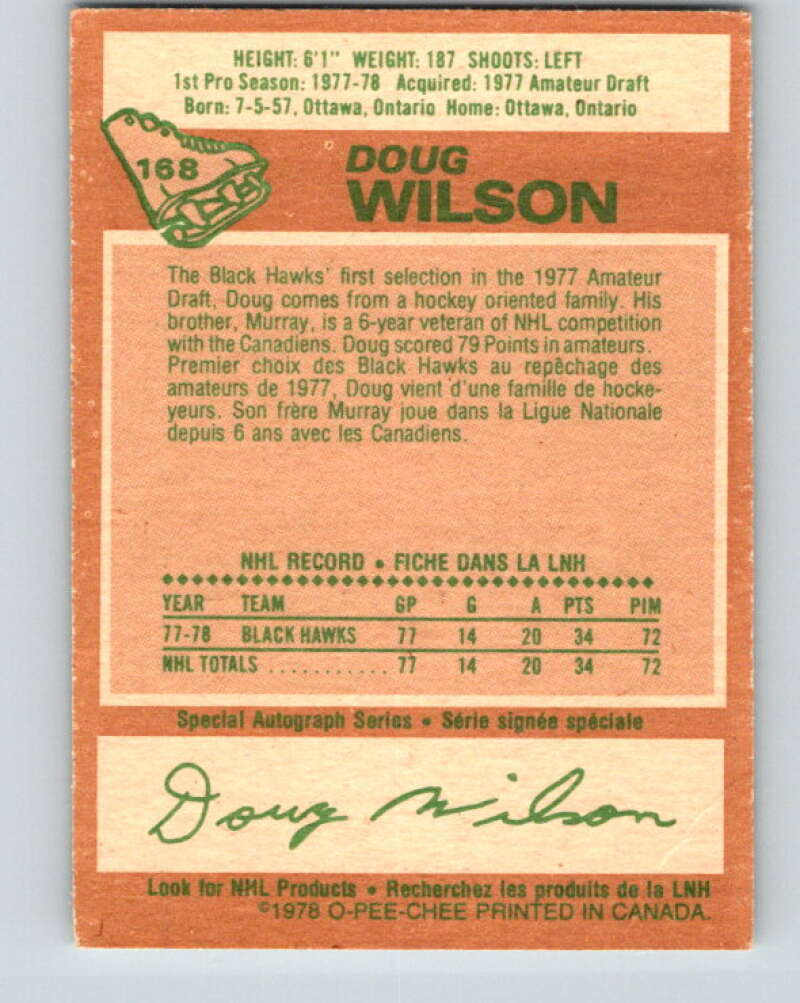 HEIGHT: 6'1" WEIGHT: 187 SHOOTS: LEFT
1st Pro Season: 1977-78 Acquired: 1977 Amateur Draft
Born: 7-5-57, Ottawa, Ontario Home: Ottawa, Ontario
168
DOUG
WILSON
The Black Hawks' first selection in the 1977 Amateur
Draft, Doug comes from a hockey oriented family. His
brother, Murray, is a 6-year veteran of NHL competition
with the Canadiens. Doug scored 79 Points in amateurs.
Premier choix des Black Hawks au repêchage des
amateurs de 1977, Doug vient d'une famille de hocke-
yeurs. Son frère Murray joue dans la Ligue Nationale
depuis 6 ans avec les Canadiens.
NHL RECORD • FICHE DANS LA LNH
YEAR TEAM GP G A PTS PIM
77-78 BLACK HAWKS 77 14 20 34 72
NHL TOTALS ........... 77 14 20 34 72
Special Autograph Series • Série signée spéciale
Doug Wilson
Look for NHL Products • Recherchez les produits de la LNH
©1978 O-PEE-CHEE PRINTED IN CANADA.